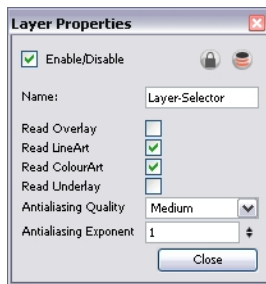 Layer Properties
Enable/Disable
Name: Layer-Selector
Read Overlay
Read LineArt
Read ColourArt
Read Underlay
Antialiasing Quality Medium
Antialiasing Exponent 1
Close